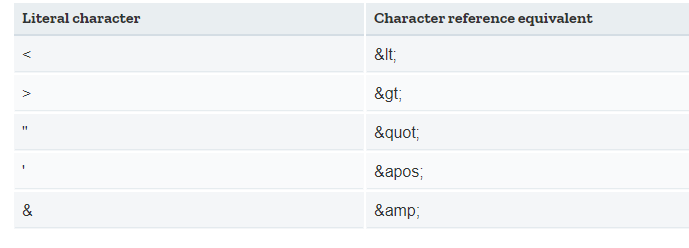 Literal character Character reference equivalent
< &lt;
> &gt;
" &quot;
' &apos;
& &amp;